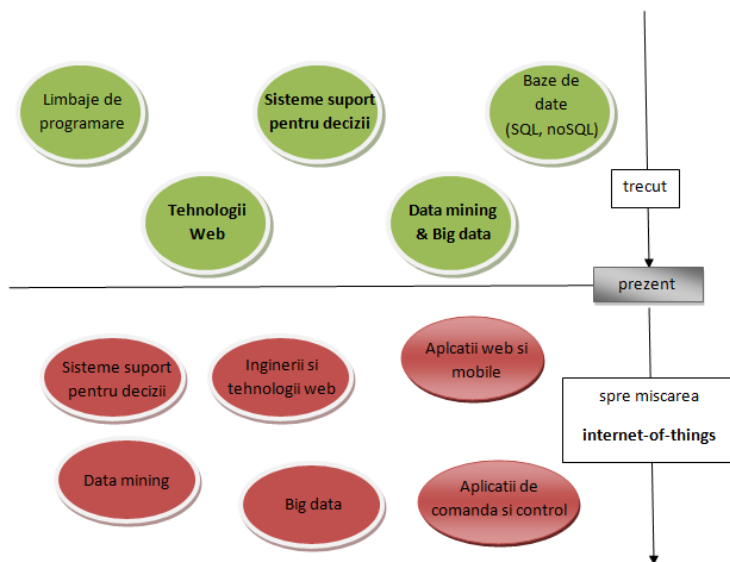 Limbaje de
programare
Sisteme suport
pentru decizii
Baze de
date
(SQL, noSQL)
trecut
Tehnologii
Web
Data mining
& Big data
prezent
Sisteme suport
pentru decizii
Inginerii si
tehnologii web
Aplcatii web si
mobile
spre miscarea
internet-of-things
Data mining
Big data
Aplicatii de
comanda si control